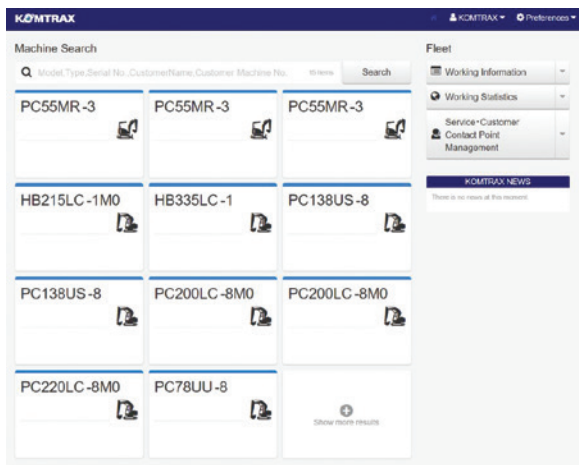 KOMTRAX
KOMTRAX
Preferences
Machine Search
Model,Type,Serial No.,CustomerName,Customer Machine No.
Items
Search
PC55MR-3
PC55MR-3
PC55MR-3
HB215LC-1M0
HB335LC-1
PC138US-8
PC138US-8
PC200LC-8M0
PC200LC-8M0
PC220LC-8M0
PC78UU-8
Show more results
Fleet
Working Information
Working Statistics
Service・Customer
Contact Point
Management
KOMTRAX NEWS
There is no news at this moment